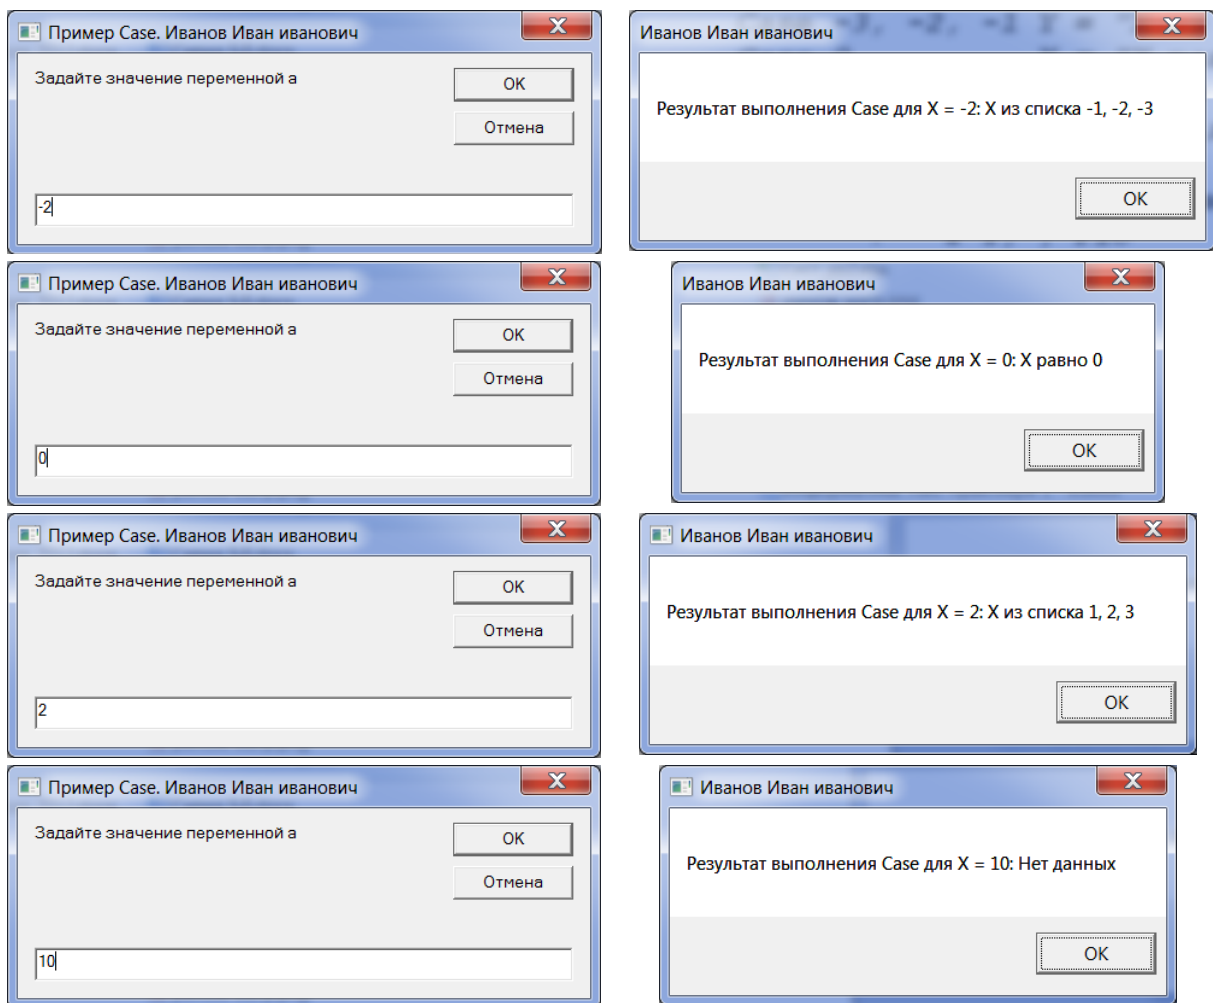 Пример Case. Иванов Иван иванович
Задайте значение переменной а
OK
Отмена
-2
Иванов Иван иванович
Результат выполнения Case для X = -2: X из списка -1, -2, -3
OK
Пример Case. Иванов Иван иванович
Задайте значение переменной а
OK
Отмена
0
Иванов Иван иванович
Результат выполнения Case для X = 0: X равно 0
OK
Пример Case. Иванов Иван иванович
Задайте значение переменной а
OK
Отмена
2
Иванов Иван иванович
Результат выполнения Case для X = 2: X из списка 1, 2, 3
OK
Пример Case. Иванов Иван иванович
Задайте значение переменной а
OK
Отмена
10
Иванов Иван иванович
Результат выполнения Case для X = 10: Нет данных
OK